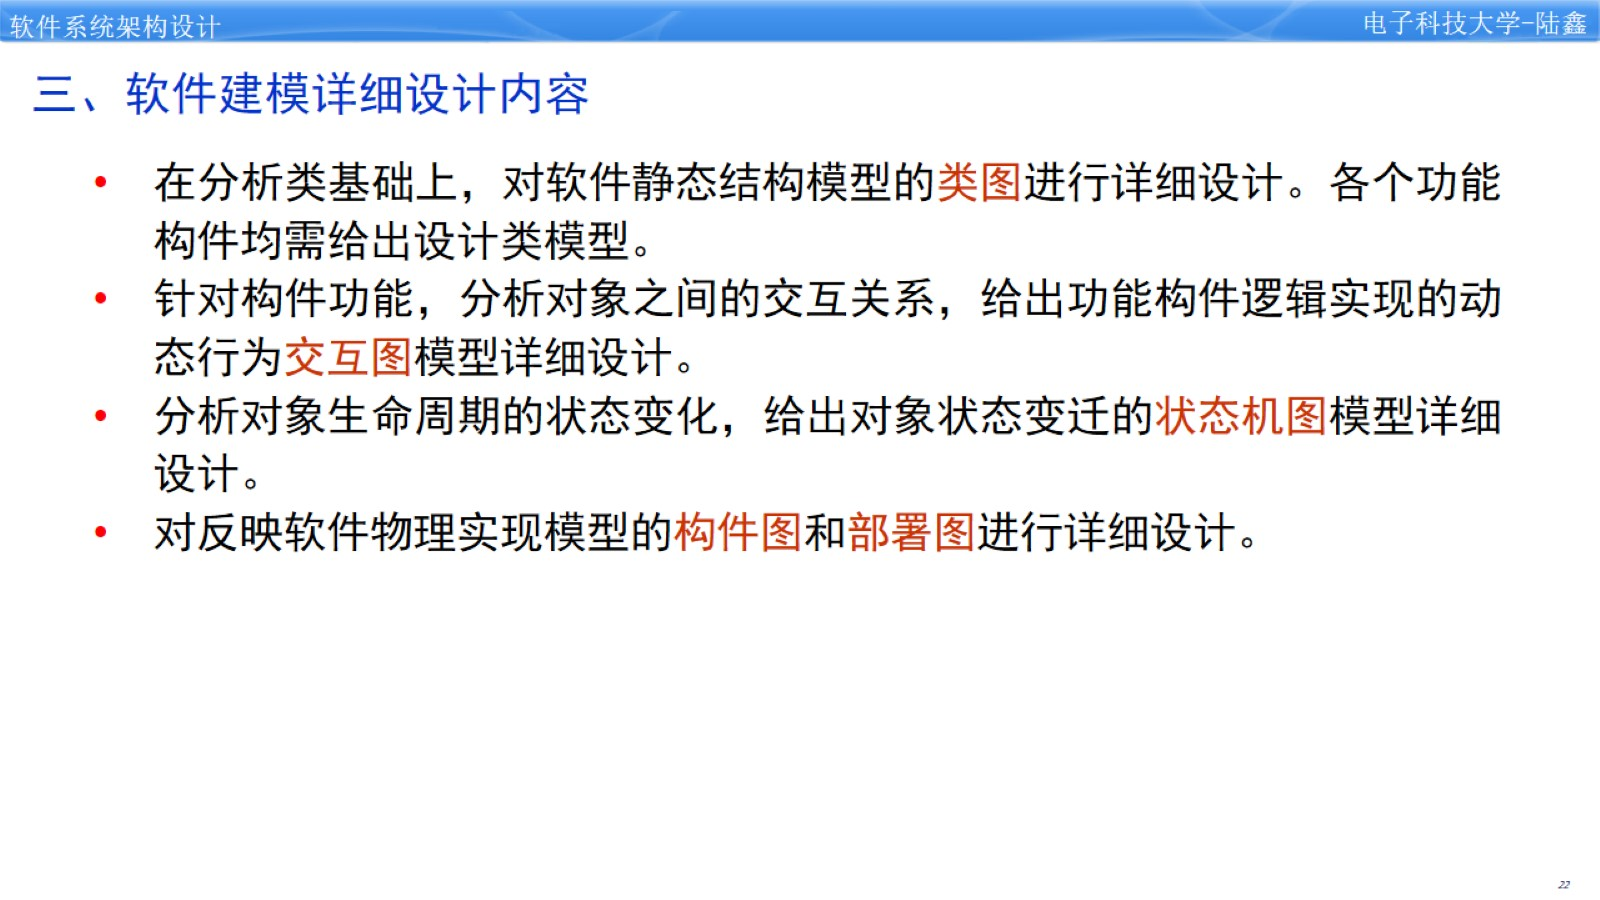 软件系统架构设计
电子科技大学-陆鑫
三、软件建模详细设计内容
• 在分析类基础上，对软件静态结构模型的类图进行详细设计。各个功能
构件均需给出设计类模型。
• 针对构件功能，分析对象之间的交互关系，给出功能构件逻辑实现的动
态行为交互图模型详细设计。
• 分析对象生命周期的状态变化，给出对象状态变迁的状态机图模型详细
设计。
• 对反映软件物理实现模型的构件图和部署图进行详细设计。
22